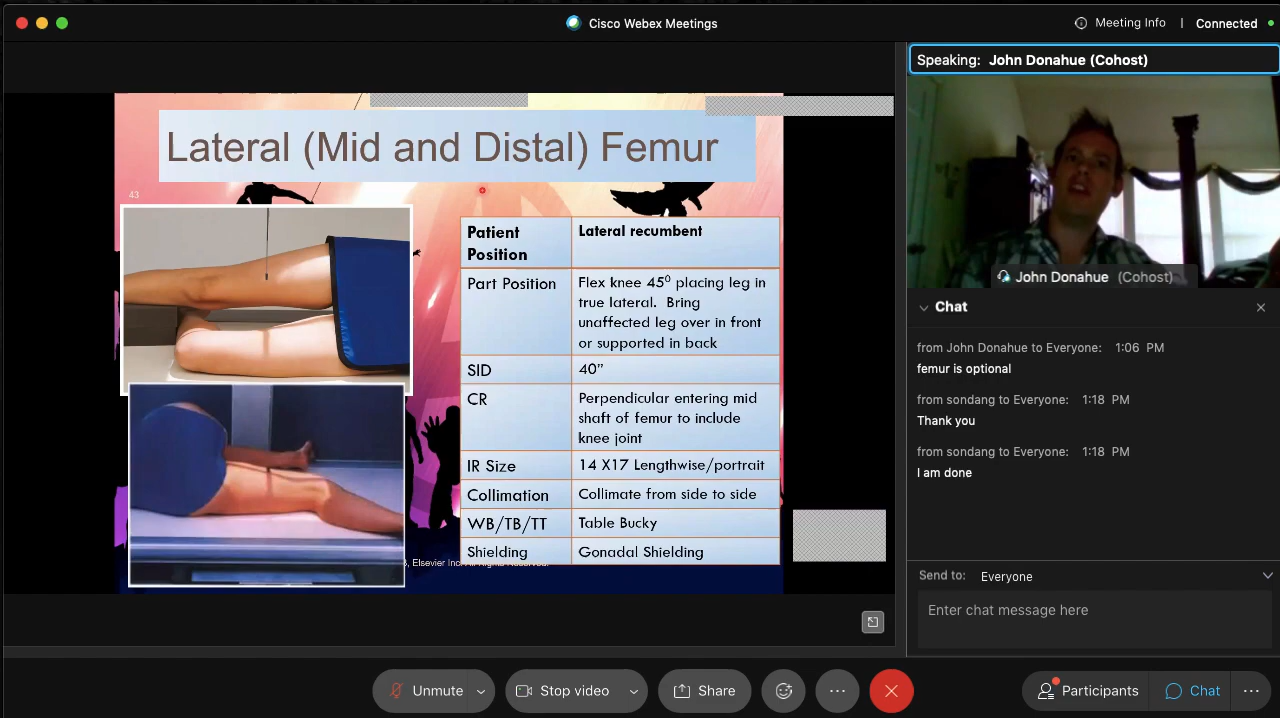 Cisco Webex Meetings
Meeting Info | Connected
Speaking: John Donahue (Cohost)
Lateral (Mid and Distal) Femur
43
Patient Position
Lateral recumbent
Part Position
Flex knee 45⁰ placing leg in
true lateral. Bring
unaffected leg over in front
or supported in back
SID
40”
CR
Perpendicular entering mid
shaft of femur to include
knee joint
IR Size
14 X17 Lengthwise/portrait
Collimation
Collimate from side to side
WB/TB/TT
Table Bucky
Shielding
Gonadal Shielding
, Elsevier Inc. All Rights Reserved.
John Donahue (Cohost)
Chat
from John Donahue to Everyone: 1:06 PM
femur is optional
from sondang to Everyone: 1:18 PM
Thank you
from sondang to Everyone: 1:18 PM
I am done
Send to: Everyone
Enter chat message here
Unmute
Stop video
Share
Participants
Chat